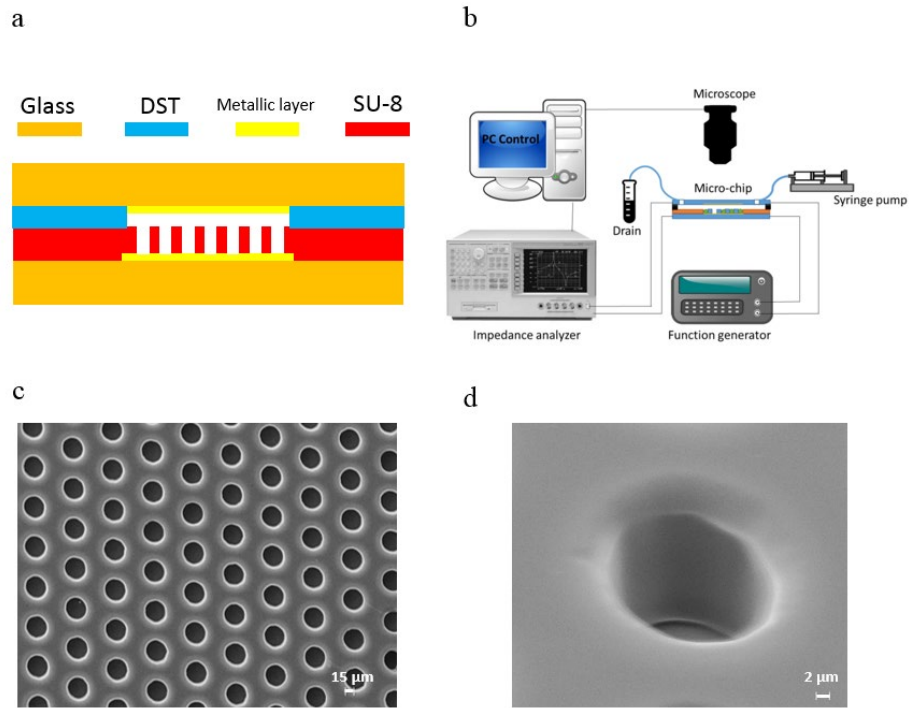 a
b
Glass
DST
Metallic layer
SU-8
Microscope
PC Control
Micro-chip
Syringe pump
Drain
Impedance analyzer
Function generator
c
d
15 μm
2 μm